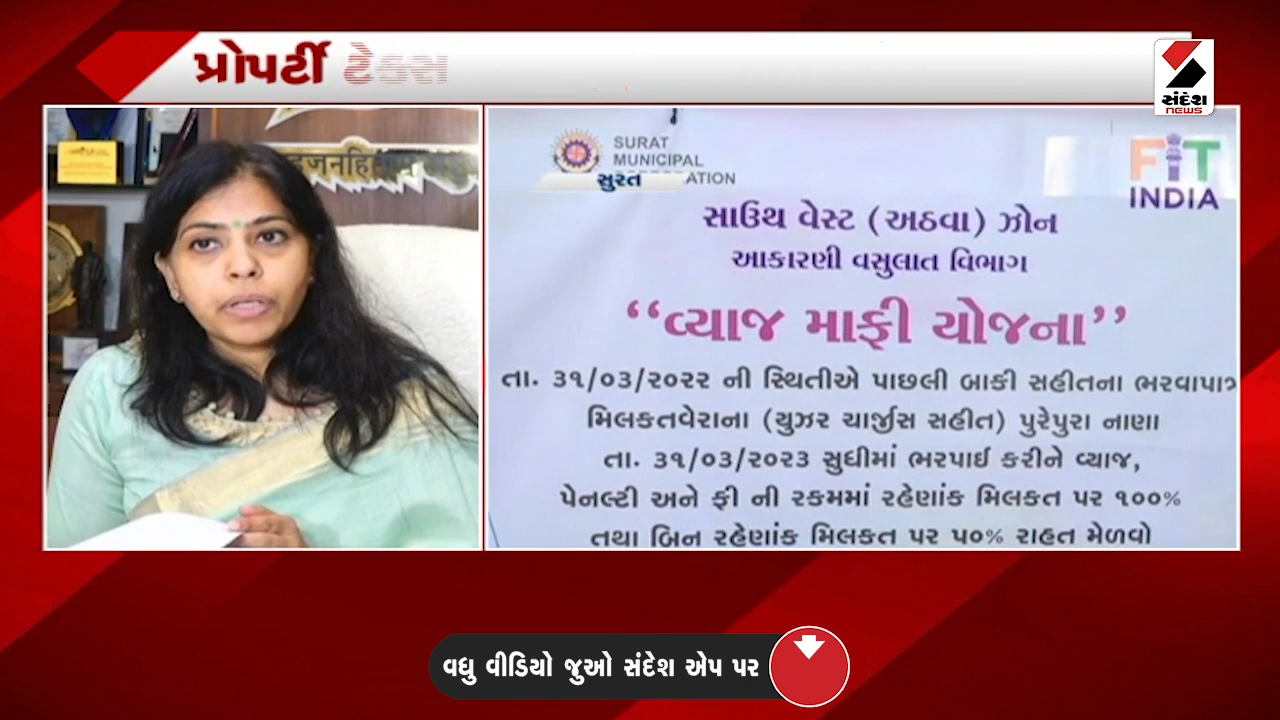 પ્રોપર્ટી ટેક્સ
સંદેશ
NEWS
SURAT
MUNICIPAL
સુરત
FIT
INDIA
સાઉથ વેસ્ટ (અઠવા) ઝોન
આકારણી વસુલાત વિભાગ
“વ્યાજ માફી યોજના”
તા. ૩૧/૦૩/૨૦૨૨ ની સ્થિતીએ પાછલી બાકી સહીતના ભરવાપાત્ર
મિલકતવેરાના (યુઝર ચાર્જીસ સહીત) પુરેપુરા નાણા
તા. ૩૧/૦૩/૨૦૨૩ સુધીમાં ભરપાઈ કરીને વ્યાજ,
પેનલ્ટી અને ફી ની રકમમાં રહેણાંક મિલકત પર ૧૦૦%
તથા બિન રહેણાંક મિલકત પર ૫૦% રાહત મેળવો
વધુ વીડિયો જુઓ સંદેશ એપ પર